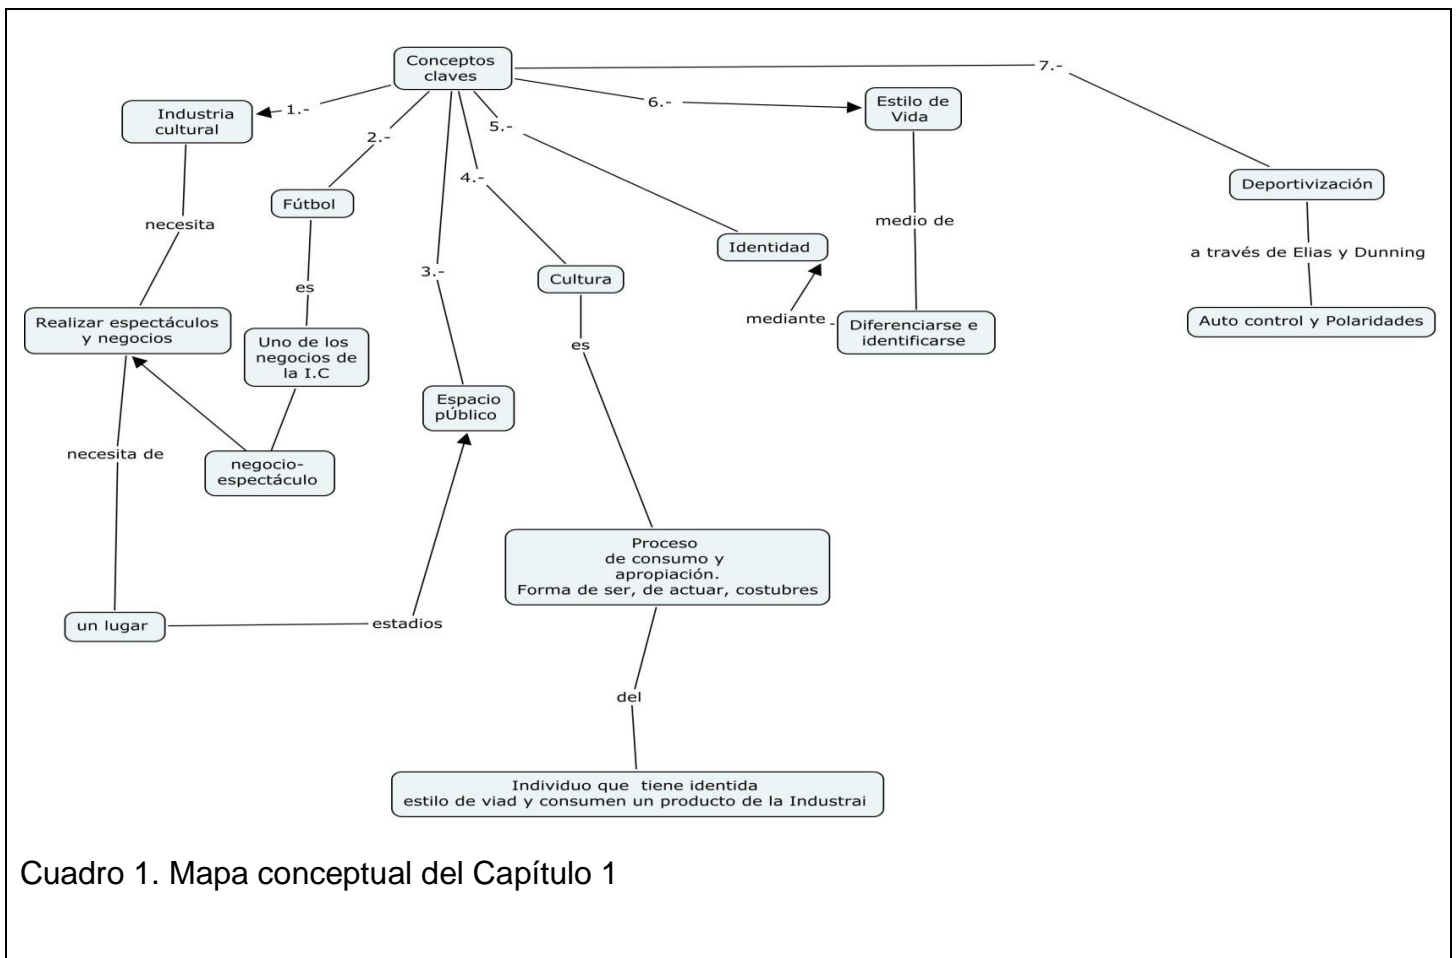 Conceptos
claves
7.-
6.-
1.-
5.-
2.-
4.-
3.-
Industria
cultural
Estilo de
Vida
Deportivización
Fútbol
necesita
medio de
Identidad
a través de Elias y Dunning
Cultura
es
mediante
Realizar espectáculos
y negocios
Diferenciarse e
identificarse
Auto control y Polaridades
es
Uno de los
negocios de
la I.C
Espacio
pÚblico
necesita de
negocio-
espectáculo
Proceso
de consumo y
apropiación.
Forma de ser, de actuar, costubres
un lugar
estadios
del
Individuo que tiene identida
estilo de viad y consumen un producto de la Industrai
Cuadro 1. Mapa conceptual del Capítulo 1